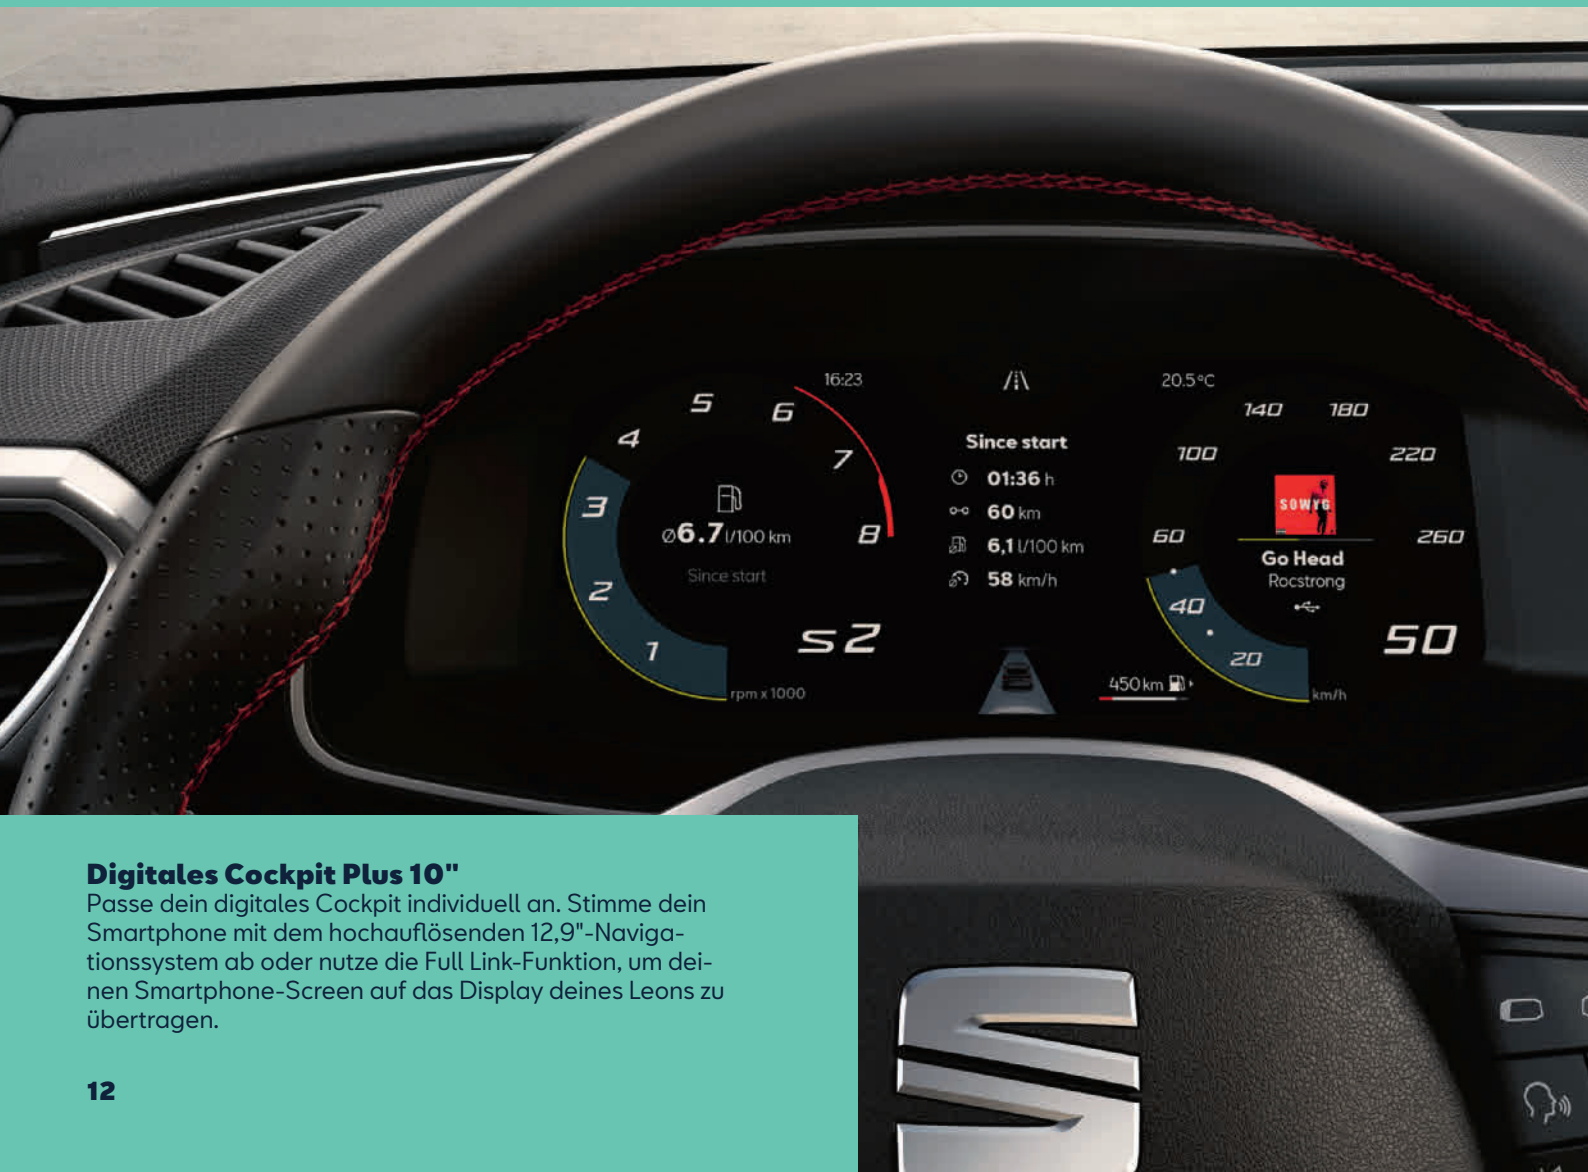 16:23
20.5°C
5
6
4
7
3
8
2
1
Ø6.7 l/100 km
Since start
S2
rpm x 1000
Since start
01:36 h
60 km
6,1 l/100 km
58 km/h
450 km
140
180
100
220
60
260
40
20
SOWYG
Go Head
Rocstrong
50
km/h
Digitales Cockpit Plus 10"
Passe dein digitales Cockpit individuell an. Stimme dein
Smartphone mit dem hochauflösenden 12,9"-Naviga-
tionssystem ab oder nutze die Full Link-Funktion, um dei-
nen Smartphone-Screen auf das Display deines Leons zu
übertragen.
12